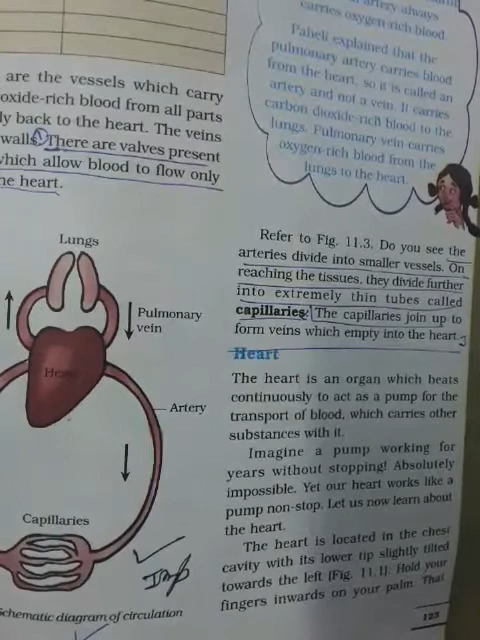 are the vessels which carry
oxide-rich blood from all parts
ly back to the heart. The veins
walls. There are valves present
which allow blood to flow only
he heart.
Lungs
Pulmonary
vein
Heart
Artery
Capillaries
Imp
Schematic diagram of circulation
artery always
carries oxygen-rich blood
Paheli explained that the
pulmonary artery carries blood
from the heart, so it is called an
artery and not a vein. It carries
carbon dioxide-rich blood to the
lungs. Pulmonary vein carries
oxygen-rich blood from the
lungs to the heart.
Refer to Fig. 11.3. Do you see the
arteries divide into smaller vessels. On
reaching the tissues, they divide further
into extremely thin tubes called
capillaries. The capillaries join up to
form veins which empty into the heart.
Heart
The heart is an organ which beats
continuously to act as a pump for the
transport of blood, which carries other
substances with it.
Imagine a pump working for
years without stopping! Absolutely
impossible. Yet our heart works like a
pump non-stop. Let us now learn about
the heart.
The heart is located in the chest
cavity with its lower tip slightly tilted
towards the left (Fig. 11.1). Hold your
fingers inwards on your palm. That
123